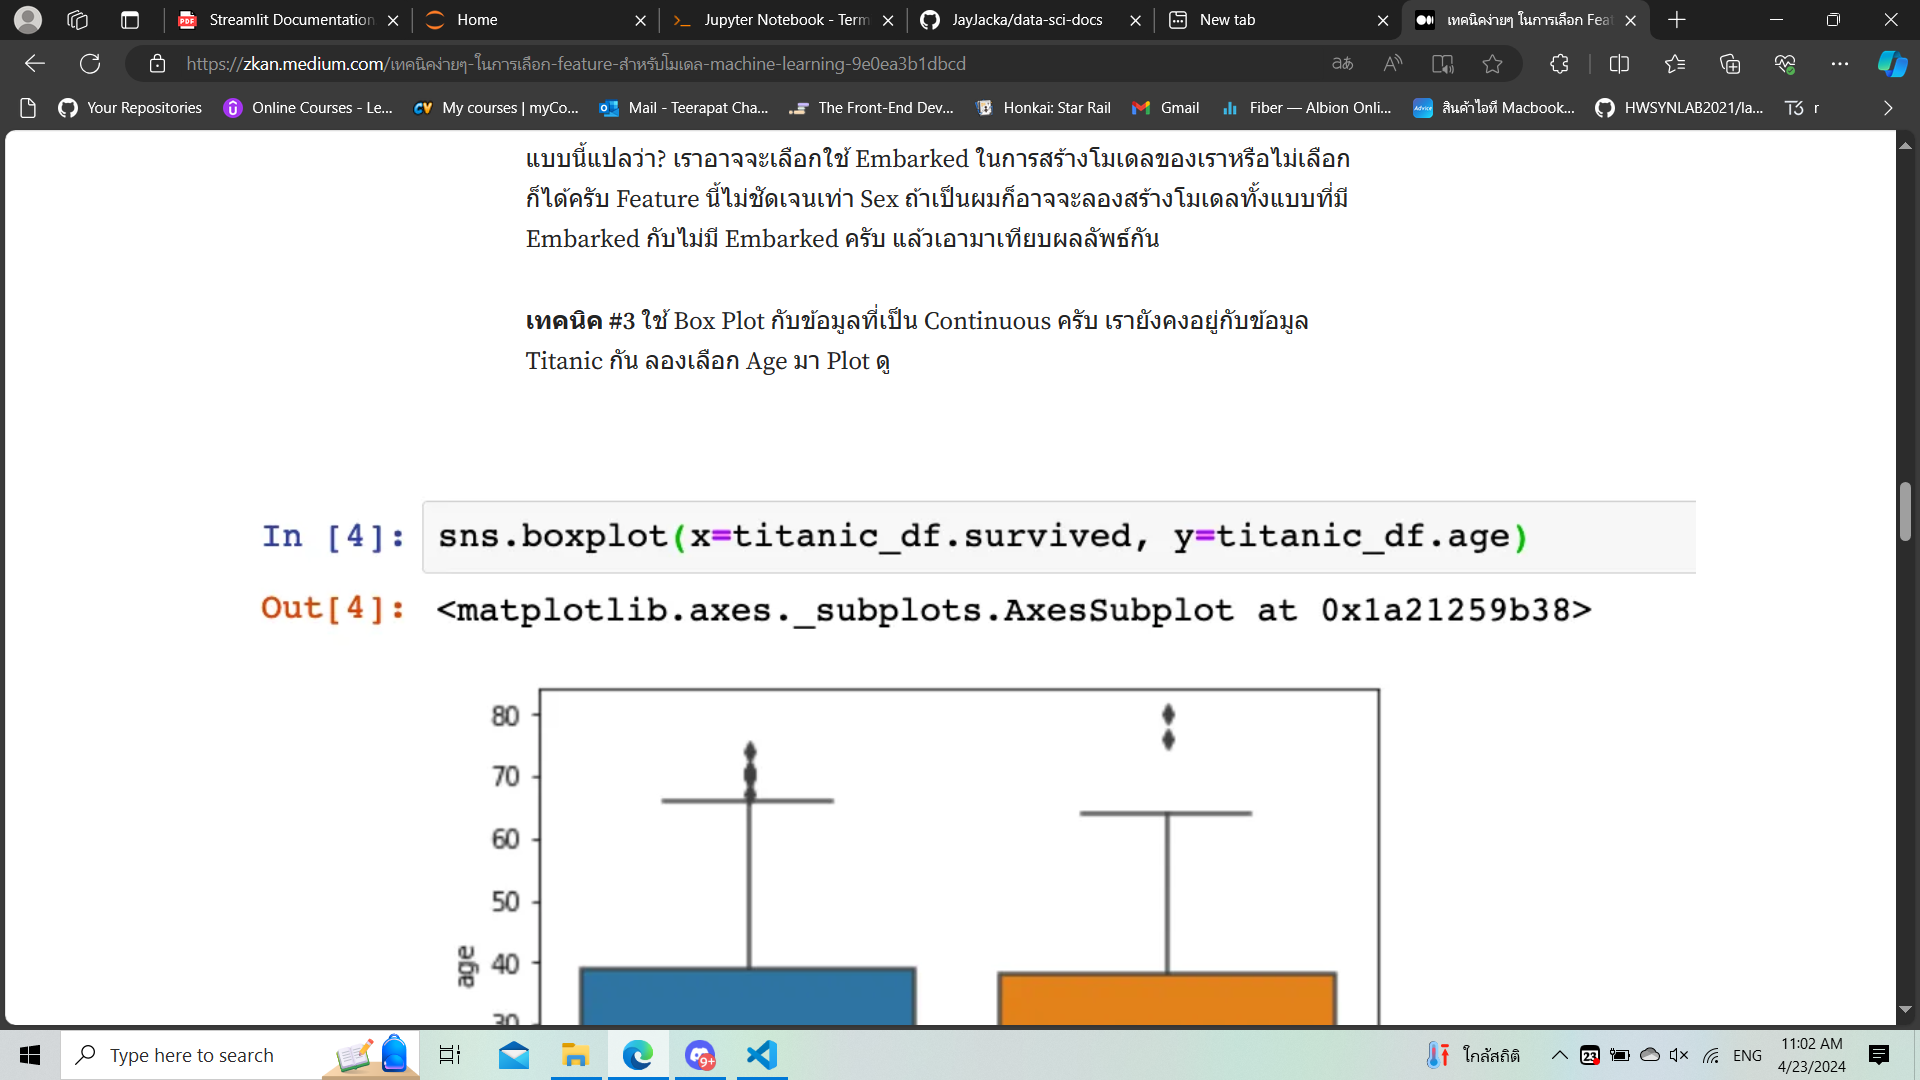 Streamlit Documentation
Home
Jupyter Notebook - Term
JayJacka/data-sci-docs
New tab
เทคนิคง่ายๆ ในการเลือก Feat
https://zkan.medium.com/เทคนิคง่ายๆ-ในการเลือก-feature-สำหรับโมเดล-machine-learning-9e0ea3b1dbcd
Your Repositories
Online Courses - Le...
My courses | myCo...
Mail - Teerapat Cha...
The Front-End Dev...
Honkai: Star Rail
Gmail
Fiber — Albion Onli...
สินค้าไอที Macbook...
HWSYNLAB2021/la...
r
แบบนี้แปลว่า? เราอาจจะเลือกใช้ Embarked ในการสร้างโมเดลของเราหรือไม่เลือก
ก็ได้ครับ Feature นี้ไม่ชัดเจนเท่า Sex ถ้าเป็นผมก็อาจจะลองสร้างโมเดลทั้งแบบที่มี
Embarked กับไม่มี Embarked ครับ แล้วเอามาเทียบผลลัพธ์กัน
เทคนิค #3 ใช้ Box Plot กับข้อมูลที่เป็น Continuous ครับ เรายังคงอยู่กับข้อมูล
Titanic กัน ลองเลือก Age มา Plot ดู
In [4]: sns.boxplot(x=titanic_df.survived, y=titanic_df.age)
Out[4]: <matplotlib.axes._subplots.AxesSubplot at 0x1a21259b38>
80
70
60
50
40
30
age
Type here to search
9+
ใกล้สถิติ
23
ENG
11:02 AM
4/23/2024